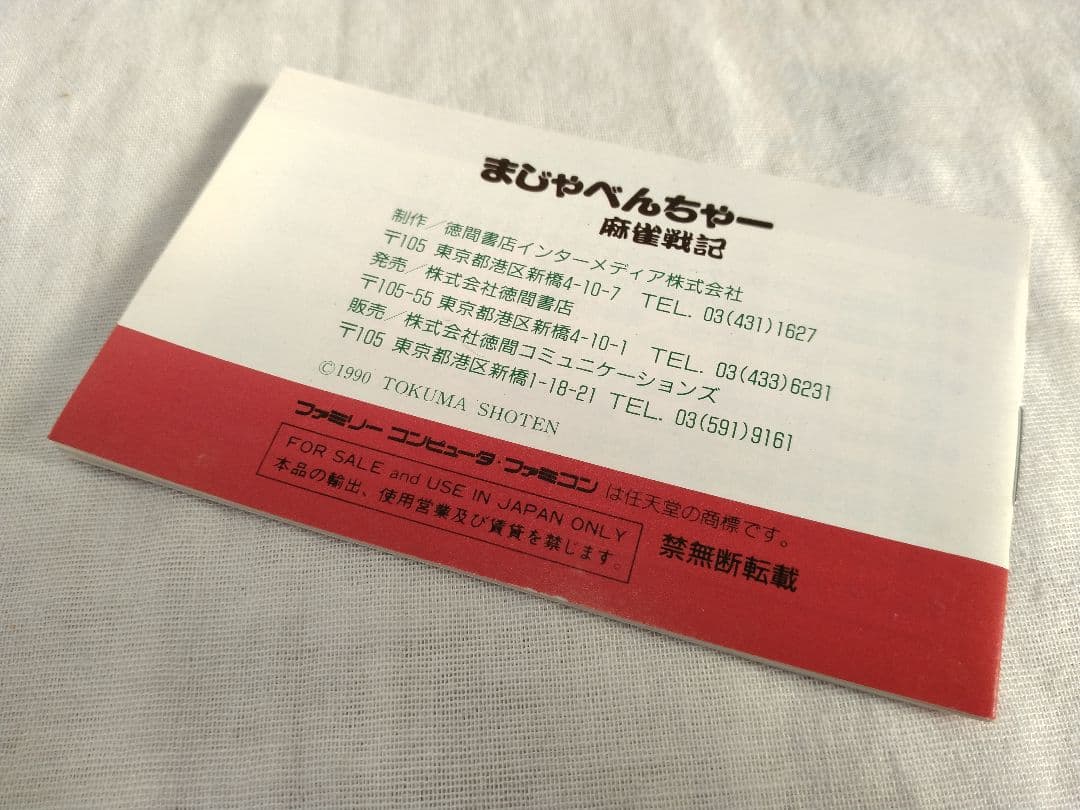 まじゃべんちゃー
麻雀戦記
制作／徳間書店インターメディア株式会社
〒105 東京都港区新橋4-10-7 TEL. 03(431)1627
発売／株式会社徳間書店
〒105-55 東京都港区新橋4-10-1 TEL. 03(433)6231
販売／株式会社徳間コミュニケーションズ
〒105 東京都港区新橋1-18-21 TEL. 03(591)9161
©1990 TOKUMA SHOTEN
ファミリー コンピュータ・ファミコン は任天堂の商標です。
FOR SALE and USE IN JAPAN ONLY
本品の輸出、使用営業及び賃貸を禁じます。
禁無断転載